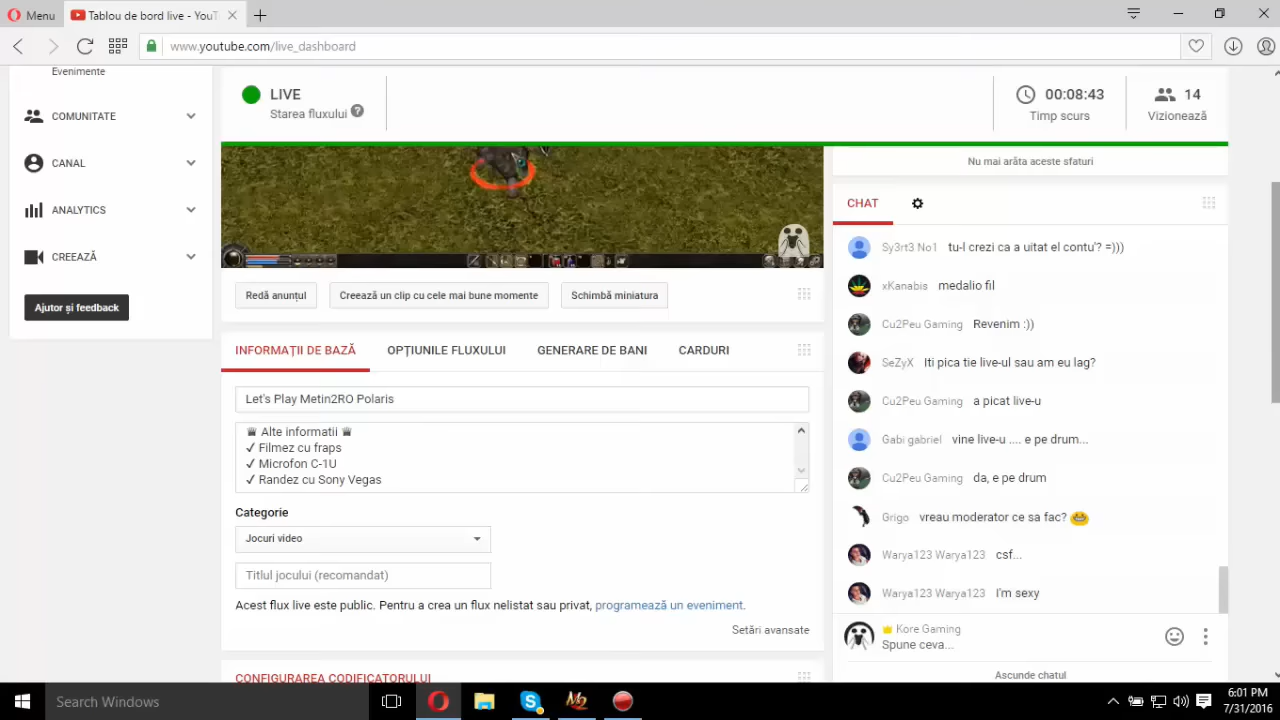 Menu
Tablou de bord live - YouT
www.youtube.com/live_dashboard
Evenimente
COMUNITATE
CANAL
ANALYTICS
CREEAZĂ
Ajutor și feedback
LIVE
Starea fluxului ?
00:08:43
Timp scurs
14
Vizionează
Redă anunțul
Creează un clip cu cele mai bune momente
Schimbă miniatura
INFORMAȚII DE BAZĂ
OPȚIUNILE FLUXULUI
GENERARE DE BANI
CARDURI
Let's Play Metin2RO Polaris
♛ Alte informatii ♛
✓ Filmez cu fraps
✓ Microfon C-1U
✓ Randez cu Sony Vegas
Categorie
Jocuri video
Titlul jocului (recomandat)
Acest flux live este public. Pentru a crea un flux nelistat sau privat, programează un eveniment.
Setări avansate
CONFIGURAREA CODIFICATORULUI
Nu mai arăta aceste sfaturi
CHAT
Sy3rt3 No1 tu-l crezi ca a uitat el contu'? =)))
xKanabis medalio fil
Cu2Peu Gaming Revenim :))
SeZyX Iti pica tie live-ul sau am eu lag?
Cu2Peu Gaming a picat live-u
Gabi gabriel vine live-u .... e pe drum...
Cu2Peu Gaming da, e pe drum
Grigo vreau moderator ce sa fac? 😁
Warya123 Warya123 csf...
Warya123 Warya123 I'm sexy
Kore Gaming
Spune ceva...
Ascunde chatul
Search Windows
6:01 PM
7/31/2016